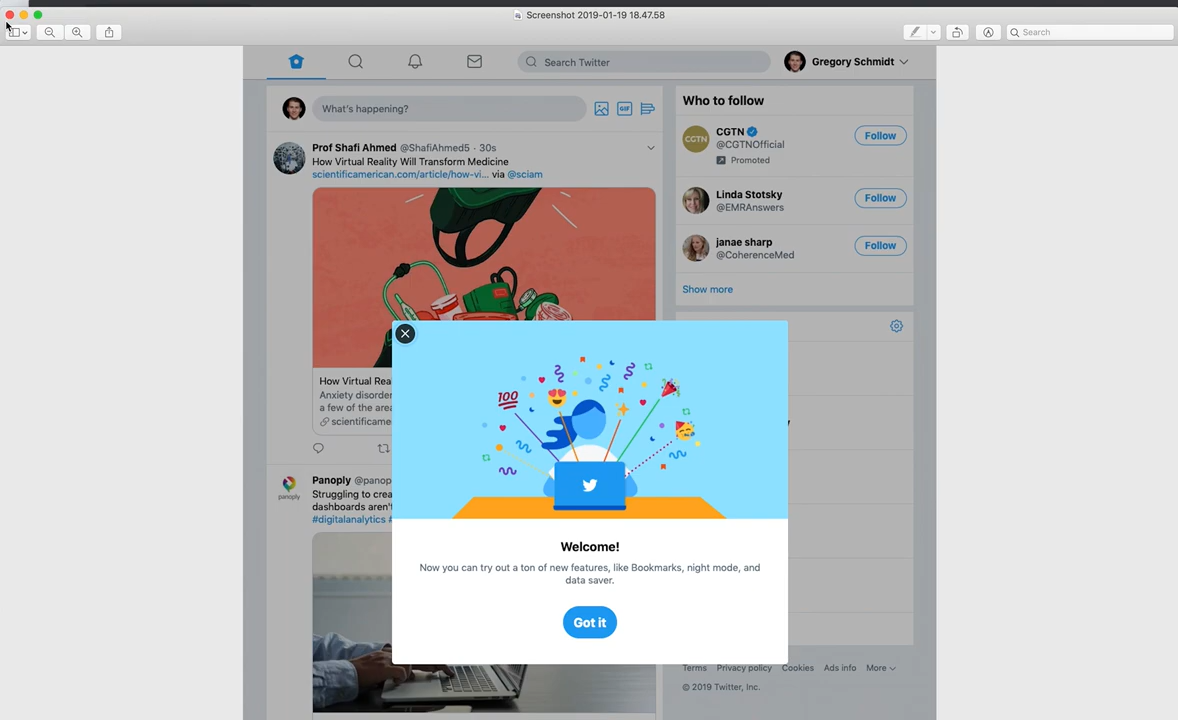 Screenshot 2019-01-19 18.47.58
Search
Search Twitter
Gregory Schmidt
What's happening?
GIF
Prof Shafi Ahmed @ShafiAhmed5 · 30s
How Virtual Reality Will Transform Medicine
scientificamerican.com/article/how-vi... via @sciam
How Virtual Rea
Anxiety disorder
a few of the area
scientificame
Panoply @panop
Struggling to crea
dashboards aren't
#digitalanalytics #
panoply
Who to follow
CGTN
CGTN
@CGTNOfficial
Promoted
Follow
Linda Stotsky
@EMRAnswers
Follow
janae sharp
@CoherenceMed
Follow
Show more
100
Welcome!
Now you can try out a ton of new features, like Bookmarks, night mode, and
data saver.
Got it
Terms Privacy policy Cookies Ads info More
© 2019 Twitter, Inc.